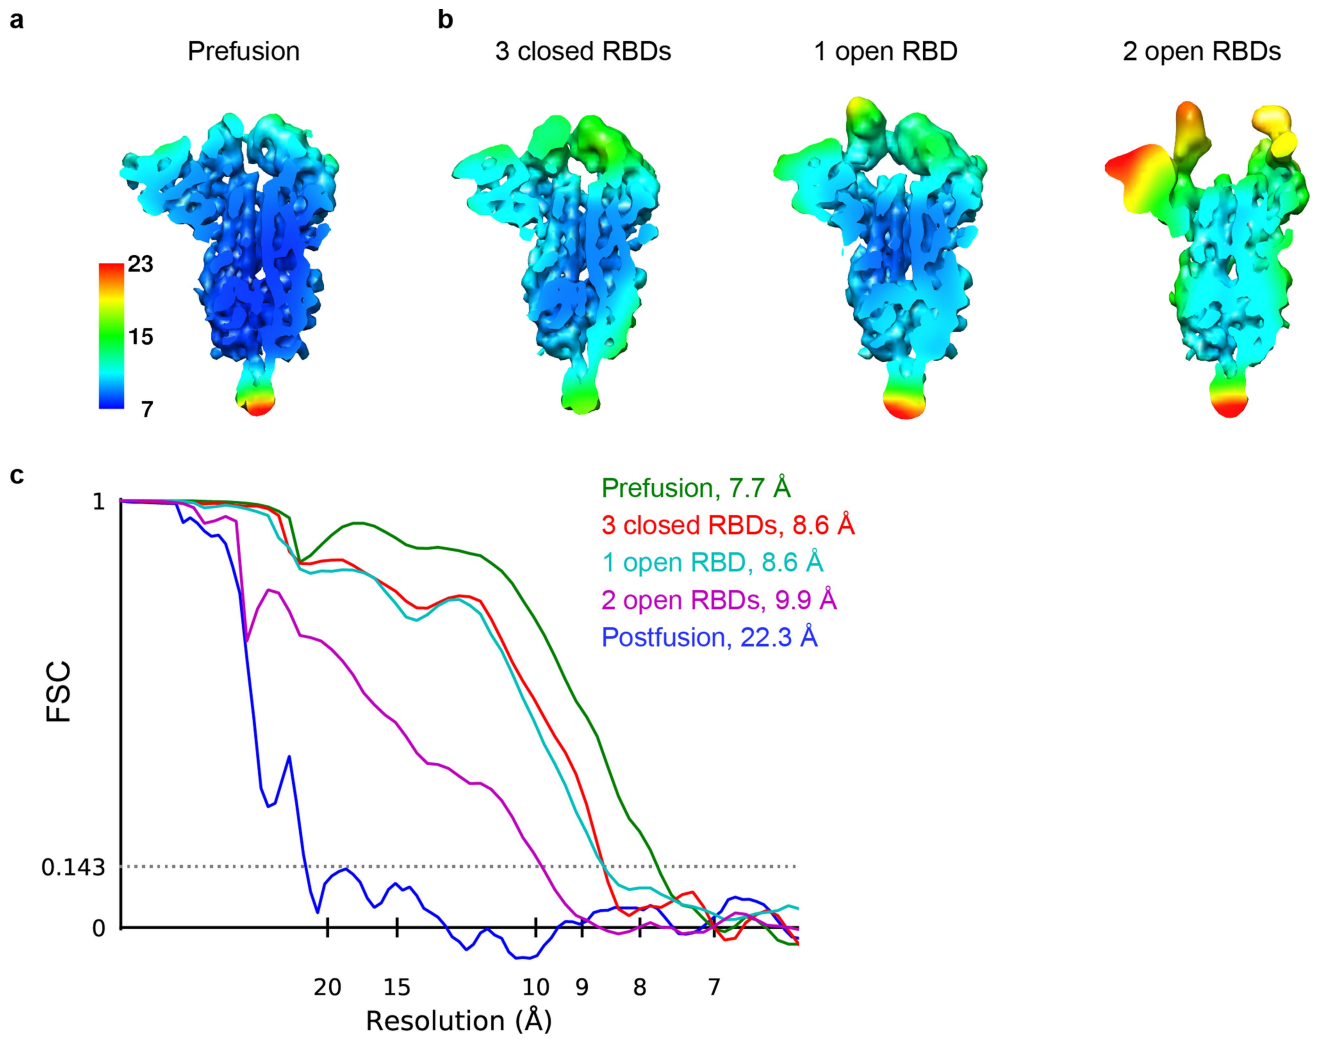 a
b
Prefusion
3 closed RBDs
1 open RBD
2 open RBDs
23
15
7
c
Prefusion, 7.7 Å
3 closed RBDs, 8.6 Å
1 open RBD, 8.6 Å
2 open RBDs, 9.9 Å
Postfusion, 22.3 Å
1
FSC
0.143
0
20 15 10 9 8 7
Resolution (Å)